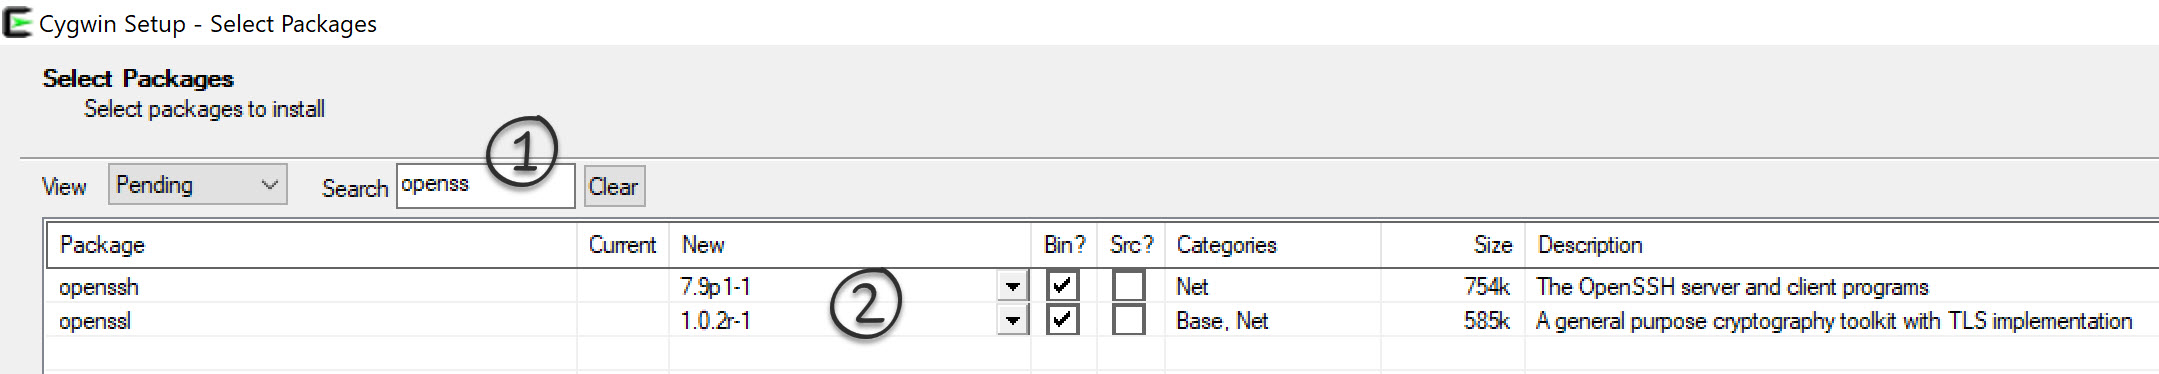 Cygwin Setup - Select Packages
Select Packages
Select packages to install
1
View Pending Search openss Clear
Package Current New Bin? Src? Categories Size Description
openssh 7.9p1-1 Net 754k The OpenSSH server and client programs
2
openssl 1.0.2r-1 Base, Net 585k A general purpose cryptography toolkit with TLS implementation